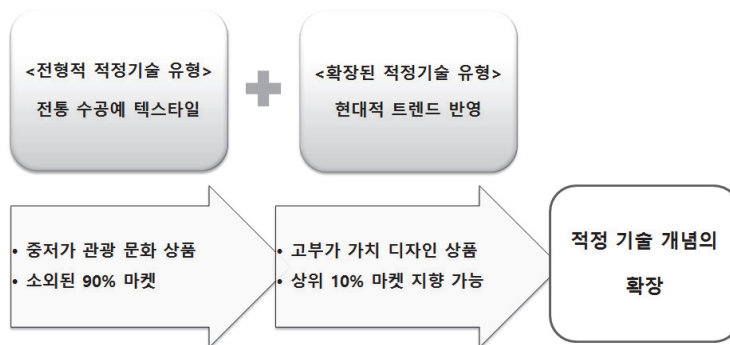 <전형적 적정기술 유형>
전통 수공예 텍스타일
<확장된 적정기술 유형>
현대적 트렌드 반영
• 중저가 관광 문화 상품
• 소외된 90% 마켓
• 고부가 가치 디자인 상품
• 상위 10% 마켓 지향 가능
적정 기술 개념의
확장